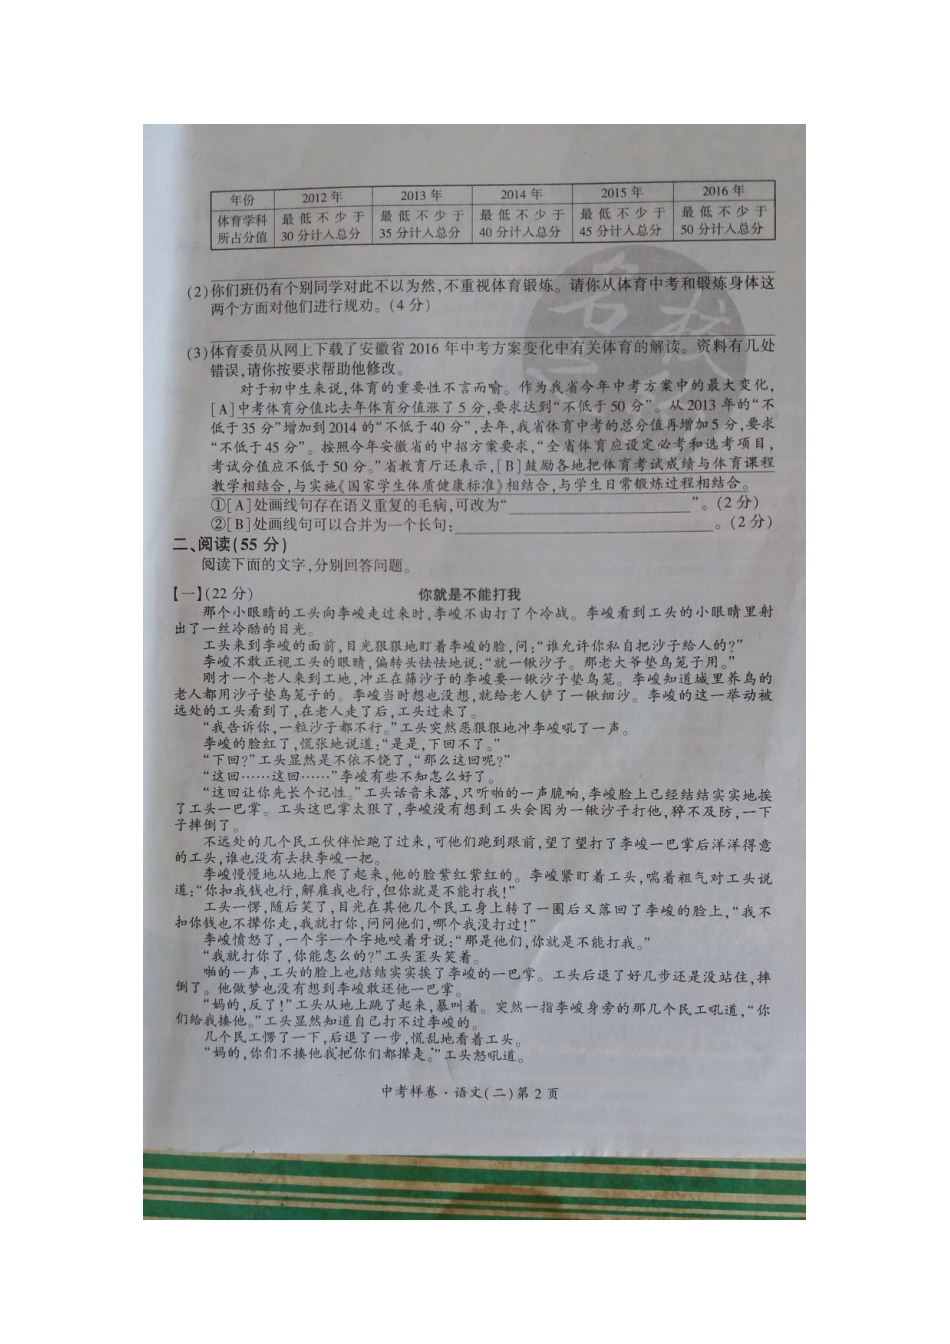 年份 2012 年 2013 年 2014 年 2015 年 2016 年
体育学科 最低不少于 最低不少于 最低不少于 最低不少于 最低不少于
所占分值 30 分计入总分 35 分计入总分 40 分计入总分 45 分计入总分 50 分计入总分
(2)你们班仍有个别同学对此不以为然,不重视体育锻炼。请你从体育中考和锻炼身体这
两个方面对他们进行规劝。(4 分)
(3)体育委员从网上下载了安徽省 2016 年中考方案变化中有关体育的解读。资料有几处
错误,请你按要求帮助他修改。
对于初中生来说,体育的重要性不言而喻。作为我省今年中考方案中的最大变化,
[A]中考体育分值比去年体育分值涨了 5 分,要求达到“不低于 50 分”。从 2013 年的“不
低于 35 分”增加到 2014 的“不低于 40 分”,去年,我省体育中考的总分值再增加 5 分,要求
“不低于 45 分”。按照今年安徽省的中招方案要求,“全省体育应设定必考和选考项目,
考试分值应不低于 50 分。”省教育厅还表示,[B]鼓励各地把体育考试成绩与体育课程
教学相结合,与实施《国家学生体质健康标准》相结合,与学生日常锻炼过程相结合。
①[A]处画线句存在语义重复的毛病,可改为“ ”。(2 分)
②[B]处画线句可以合并为一个长句: 。(2 分)
二、阅读(55 分)
阅读下面的文字,分别回答问题。
【一】(22 分) 你就是不能打我
那个小眼睛的工头向李峻走过来时,李峻不由打了个冷战。李峻看到工头的小眼睛里射
出了一丝冷酷的目光。
工头来到李峻的面前,目光狠狠地盯着李峻的脸,问:“谁允许你私自把沙子给人的?”
李峻不敢正视工头的眼睛,偏转头怯怯地说:“就一锹沙子。那老大爷垫鸟笼子用。”
刚才一个老人来到工地,冲正在筛沙子的李峻要一锹沙子垫鸟笼。李峻知道城里养鸟的
老人都用沙子垫鸟笼子的。李峻当时想也没想,就给老人铲了一锹细沙。李峻的这一举动被
远处的工头看到了,在老人走了后,工头过来了。
“我告诉你,一粒沙子都不行。”工头突然恶狠狠地冲李峻吼了一声。
李峻的脸红了,慌张地说道:“是是,下回不了。”
“下回?”工头显然是不依不饶了,“那么这回呢?”
“这回……这回……”李峻有些不知怎么好了。
“这回让你先长个记性。”工头话音未落,只听啪的一声脆响,李峻脸上已经结结实实地挨
了工头一巴掌。工头这巴掌太狠了,李峻没有想到工头会因为一锹沙子打他,猝不及防,一下
子摔倒了。
不远处的几个民工伙伴忙跑了过来,可他们跑到跟前,望了望打了李峻一巴掌后洋洋得意
的工头,谁也没有去扶李峻一把。
李峻慢慢地从地上爬了起来,他的脸紫红紫红的。李峻紧盯着工头,喘着粗气对工头说
道:“你扣我钱也行,解雇我也行,但你就是不能打我!”
工头一愣,随后笑了,目光在其他几个民工身上转了一圈后又落回了李峻的脸上,“我不
扣你钱也不撵你走,我就打你,问问他们,哪个我没打过!”
李峻愤怒了,一个字一个字地咬着牙说:“那是他们,你就是不能打我。”
“我就打你了,你能怎么的?”工头歪头笑着。
啪的一声,工头的脸上也结结实实挨了李峻的一巴掌。工头后退了好几步还是没站住,摔
倒了。他做梦也没有想到李峻敢还他一巴掌。
“妈的,反了!”工头从地上跳了起来,暴叫着。突然一指李峻身旁的那几个民工吼道,“你
们给我揍他。”工头显然知道自己打不过李峻的。
几个民工愣了一下,后退了一步,慌乱地看着工头。
“妈的,你们不揍他我把你们都撵走。”工头怒吼道。
中考样卷·语文(二)第 2 页